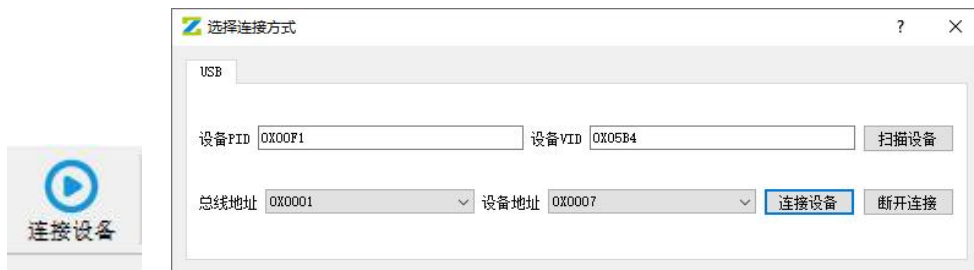 连接设备
选择连接方式
USB
设备PID 0X00F1 设备VID 0X05B4 扫描设备
总线地址 0X0001 设备地址 0X0007 连接设备 断开连接